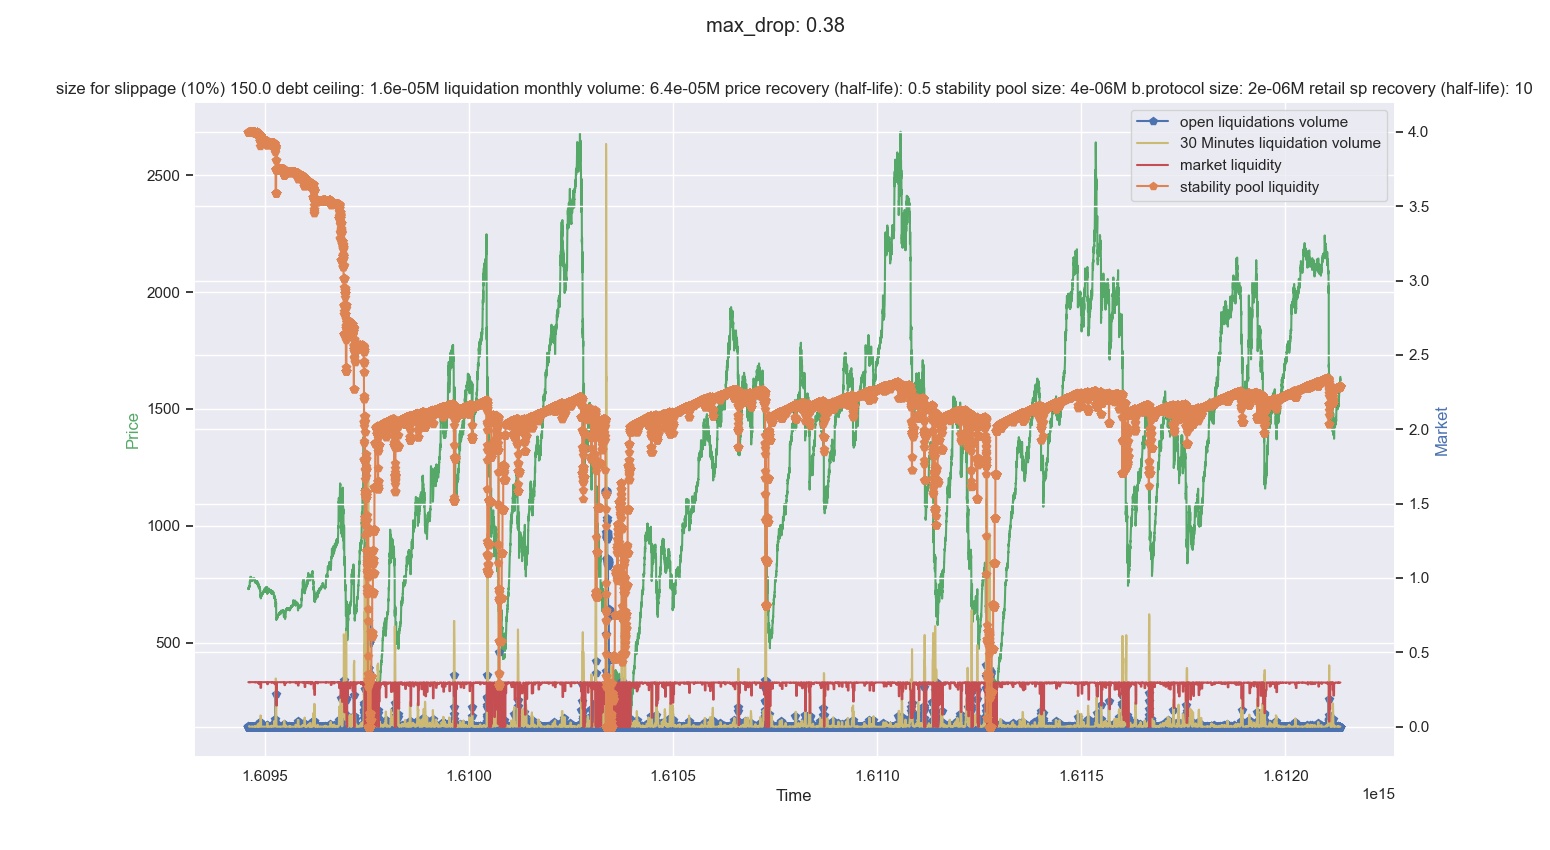 max_drop: 0.38
size for slippage (10%) 150.0 debt ceiling: 1.6e-05M liquidation monthly volume: 6.4e-05M price recovery (half-life): 0.5 stability pool size: 4e-06M b.protocol size: 2e-06M retail sp recovery (half-life): 10
open liquidations volume
30 Minutes liquidation volume
market liquidity
stability pool liquidity
2500
2000
1500
1000
500
Price
4.0
3.5
3.0
2.5
2.0
1.5
1.0
0.5
0.0
Market
1.6095 1.6100 1.6105 1.6110 1.6115 1.6120
1e15
Time